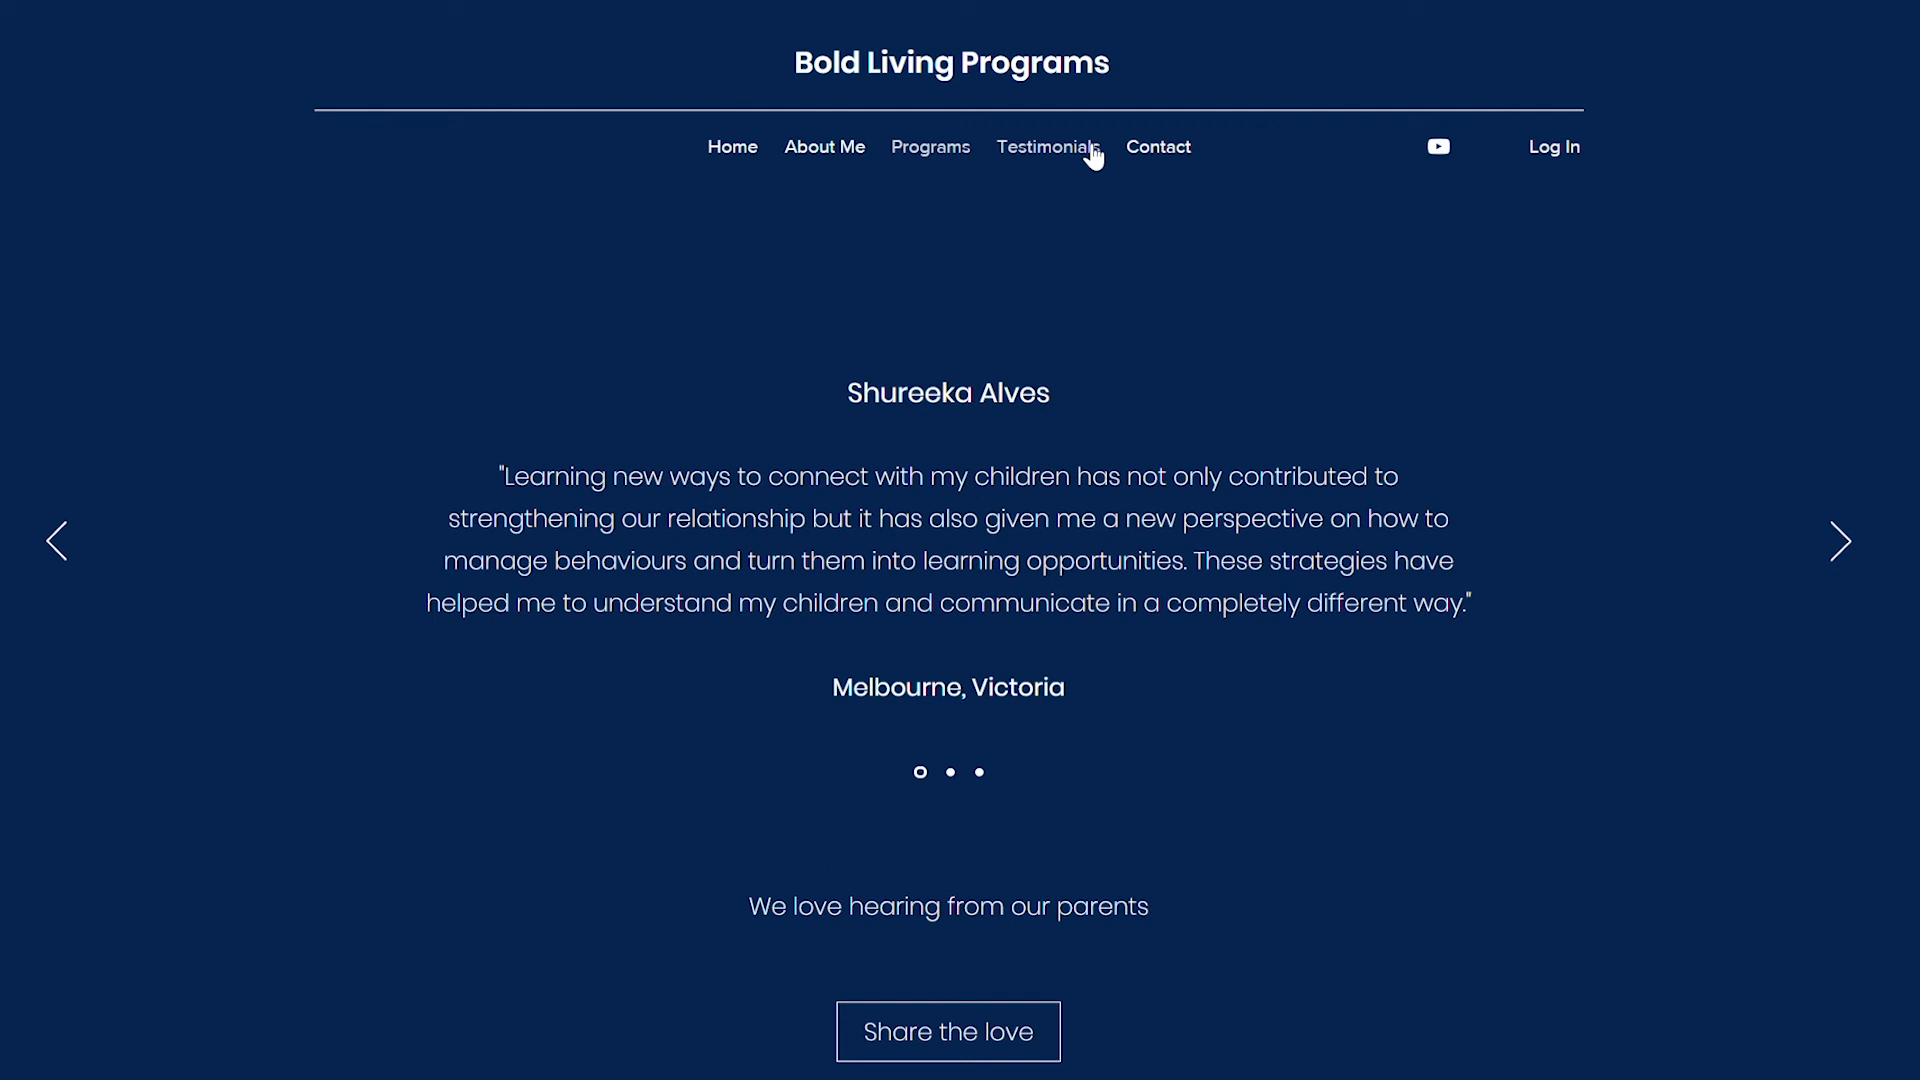 Bold Living Programs
Home About Me Programs Testimonials Contact Log In
Shureeka Alves
"Learning new ways to connect with my children has not only contributed to
strengthening our relationship but it has also given me a new perspective on how to
manage behaviours and turn them into learning opportunities. These strategies have
helped me to understand my children and communicate in a completely different way."
Melbourne, Victoria
We love hearing from our parents
Share the love